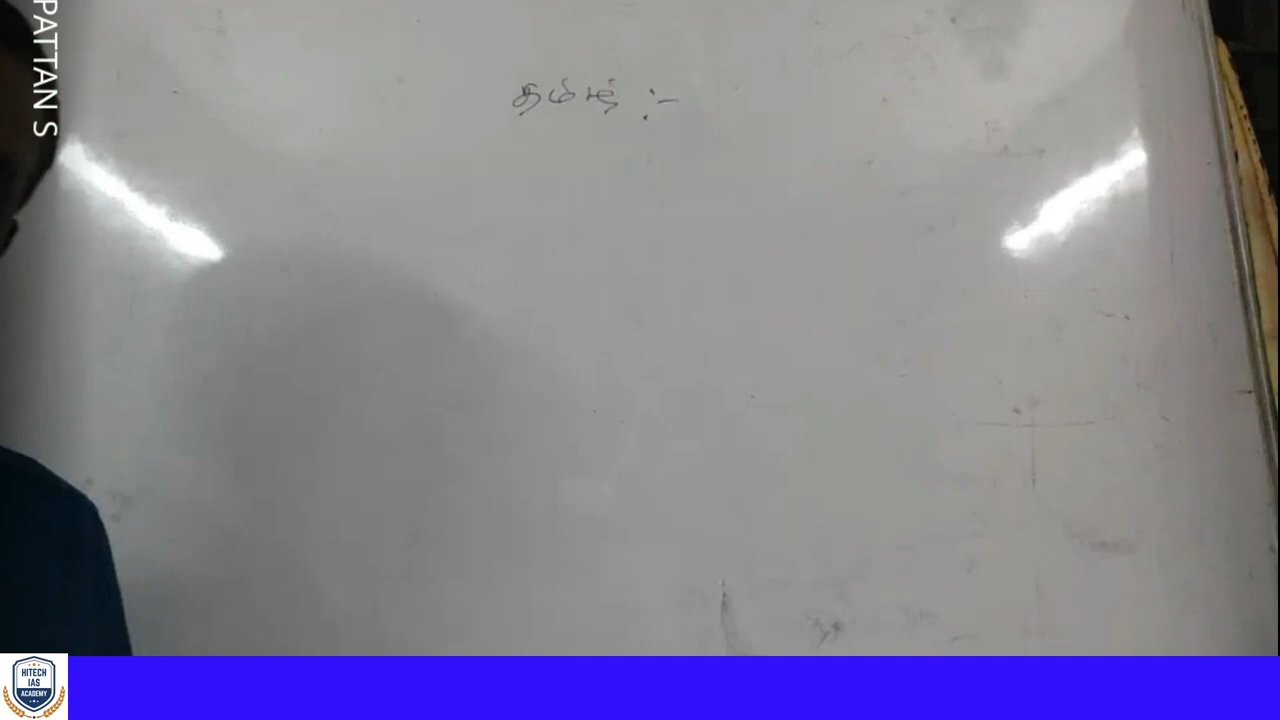 PATTAN S
தமிழ் :-
HITECH
IAS
ACADEMY